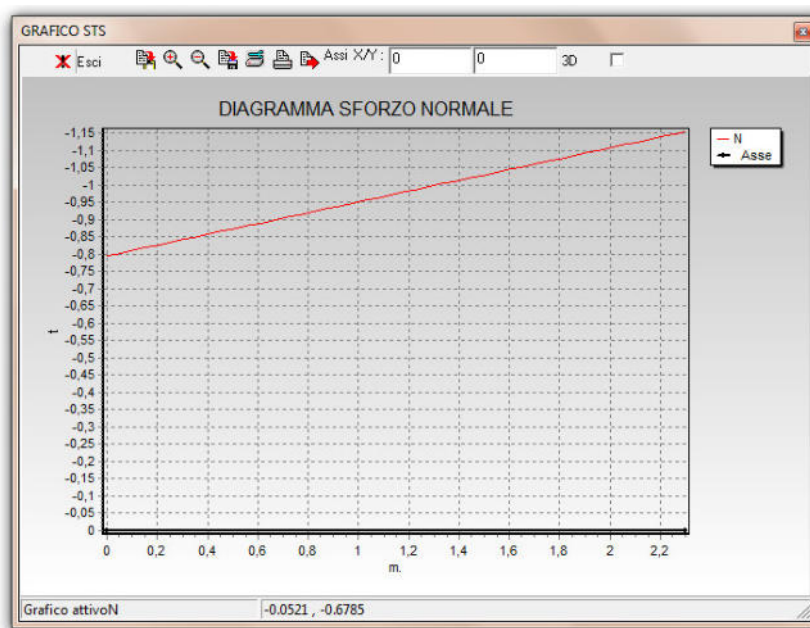 GRAFICO STS
Esci Assi X/Y: 0 0 3D
DIAGRAMMA SFORZO NORMALE
-1,15
-1,1
-1,05
-1
-0,95
-0,9
-0,85
-0,8
-0,75
-0,7
-0,65
-0,6
-0,55
-0,5
-0,45
-0,4
-0,35
-0,3
-0,25
-0,2
-0,15
-0,1
-0,05
0
t
N
Asse
0 0,2 0,4 0,6 0,8 1 1,2 1,4 1,6 1,8 2 2,2
m.
Grafico attivoN -0.0521 , -0.6785